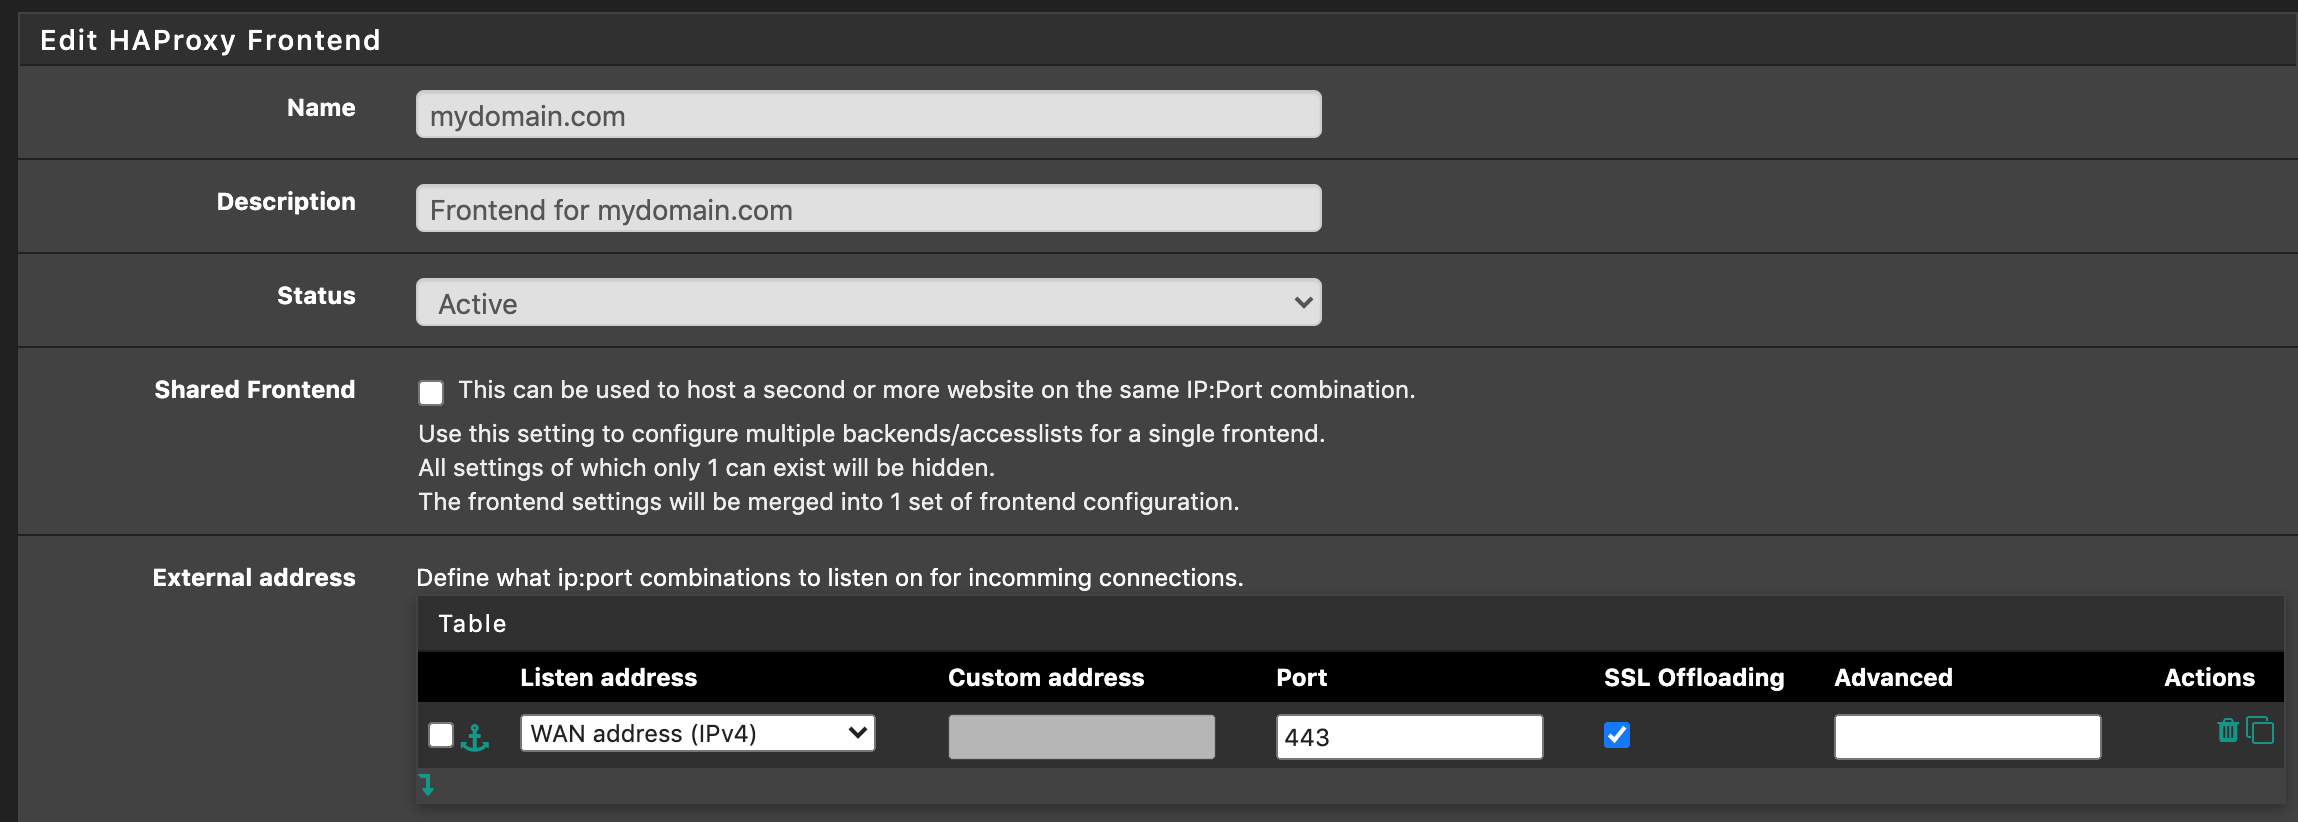 Edit HAProxy Frontend
Name
mydomain.com
Description
Frontend for mydomain.com
Status
Active
Shared Frontend
This can be used to host a second or more website on the same IP:Port combination.
Use this setting to configure multiple backends/accesslists for a single frontend.
All settings of which only 1 can exist will be hidden.
The frontend settings will be merged into 1 set of frontend configuration.
External address
Define what ip:port combinations to listen on for incomming connections.
Table
Listen address Custom address Port SSL Offloading Advanced Actions
WAN address (IPv4) 443